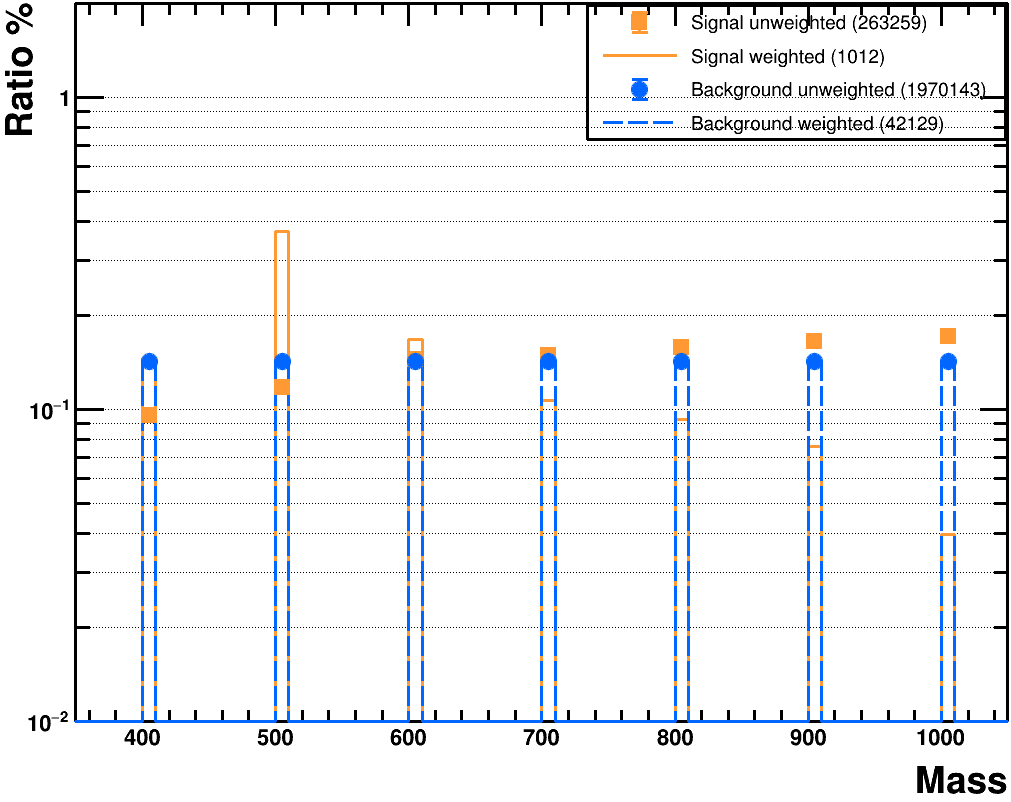 Ratio %
Signal unweighted (263259)
Signal weighted (1012)
Background unweighted (1970143)
Background weighted (42129)
1
10⁻¹
10⁻²
400 500 600 700 800 900 1000
Mass